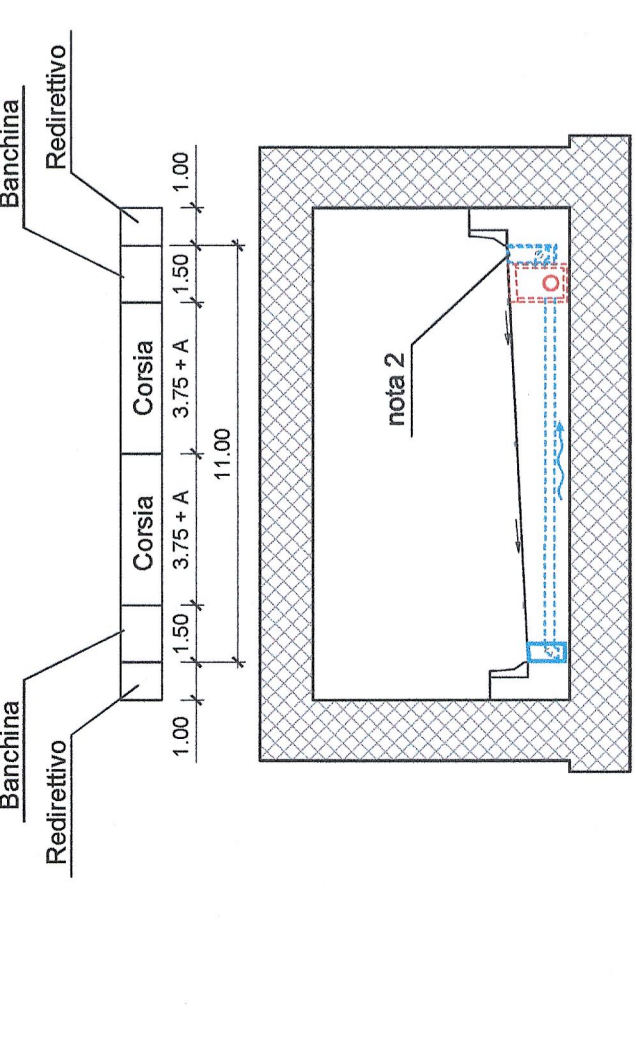 Banchina
Banchina
Redirettivo
Redirettivo
Corsia
Corsia
1.00
1.50
3.75 + A
3.75 + A
1.50
1.00
11.00
nota 2